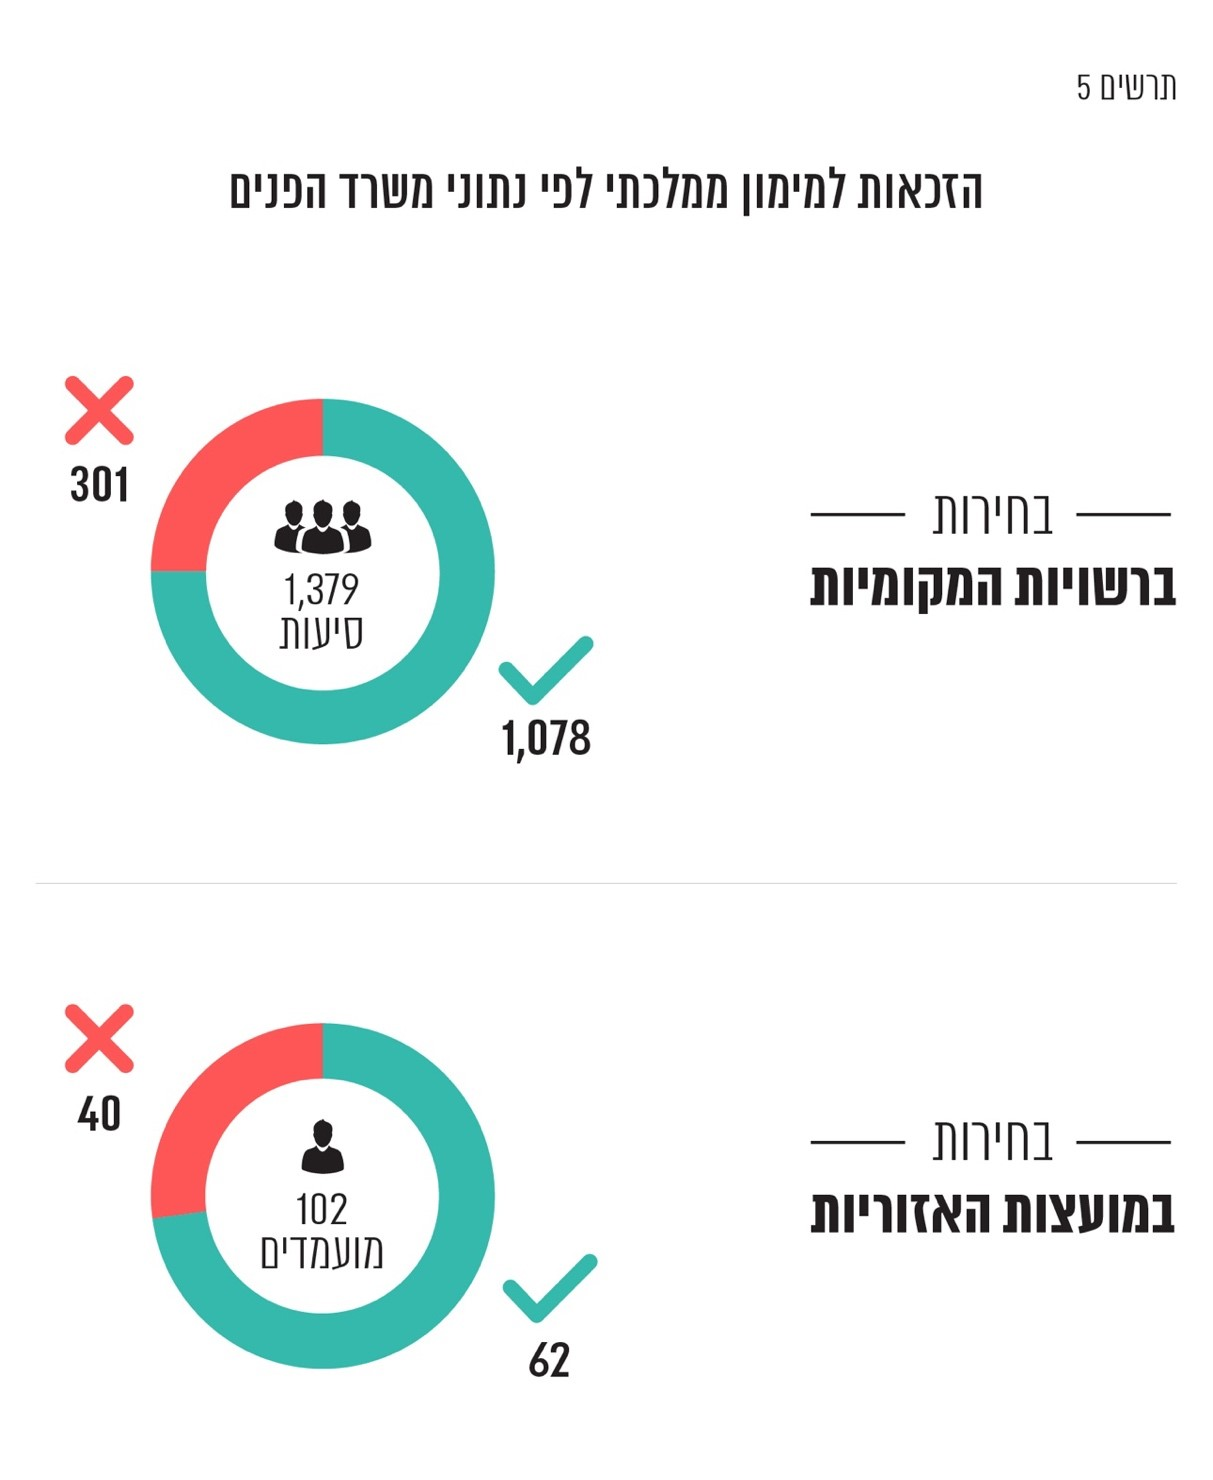 תרשים 5
הזכאות למימון ממלכתי לפי נתוני משרד הפנים
בחירות
ברשויות המקומיות
301
1,379
סיעות
1,078
בחירות
במועצות האזוריות
40
102
מועמדים
62